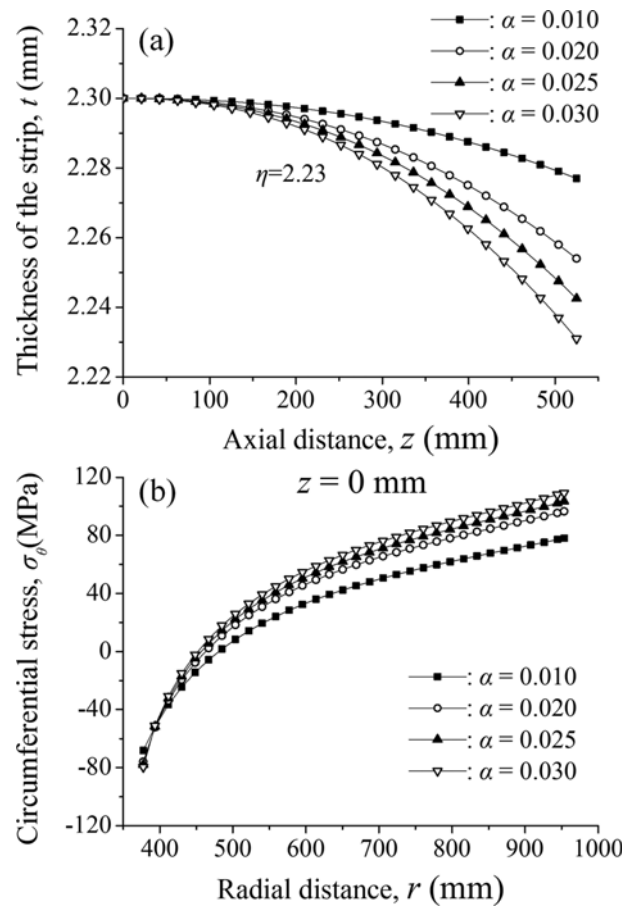 (a)
■: α = 0.010
○: α = 0.020
▲: α = 0.025
▽: α = 0.030
η=2.23
2.32
2.30
2.28
2.26
2.24
2.22
Thickness of the strip, t (mm)
0 100 200 300 400 500
Axial distance, z (mm)
(b)
z = 0 mm
120
80
40
0
-40
-80
-120
Circumferential stress, σθ(MPa)
■: α = 0.010
○: α = 0.020
▲: α = 0.025
▽: α = 0.030
400 500 600 700 800 900 1000
Radial distance, r (mm)